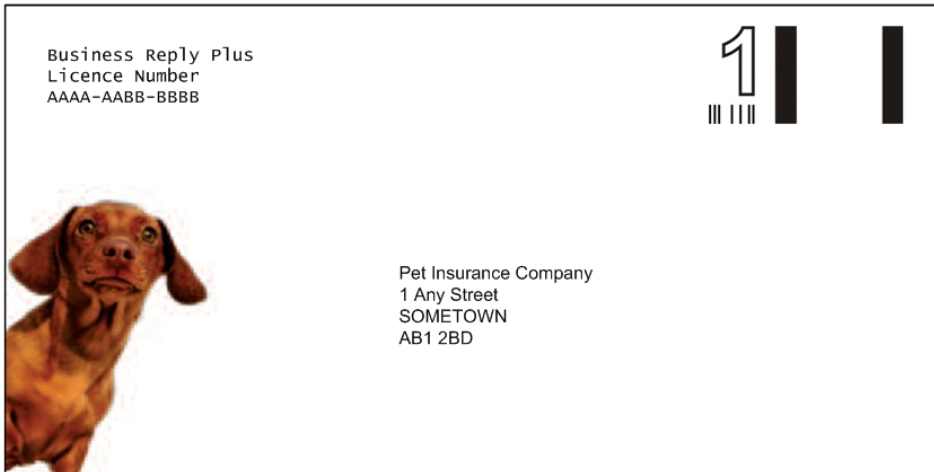 Business Reply Plus
Licence Number
AAAA-AABB-BBBB
1
Pet Insurance Company
1 Any Street
SOMETOWN
AB1 2BD